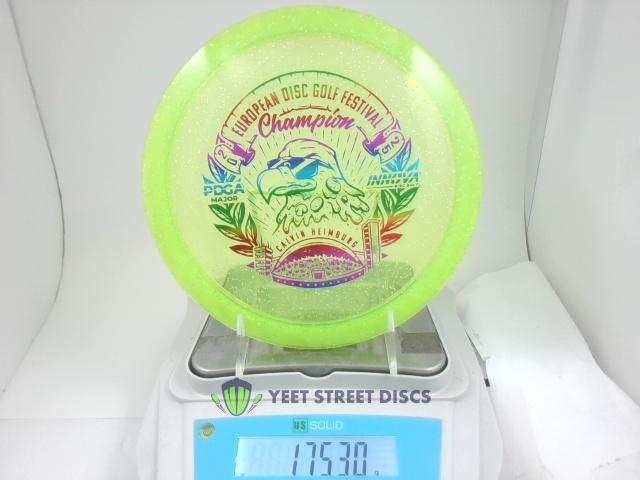 EUROPEAN DISC GOLF FESTIVAL
Champion
20
25
PDGA
MAJOR
INNOVA
CALVIN HEIMBURG
YEET STREET DISCS
US SOLID
175.30 g